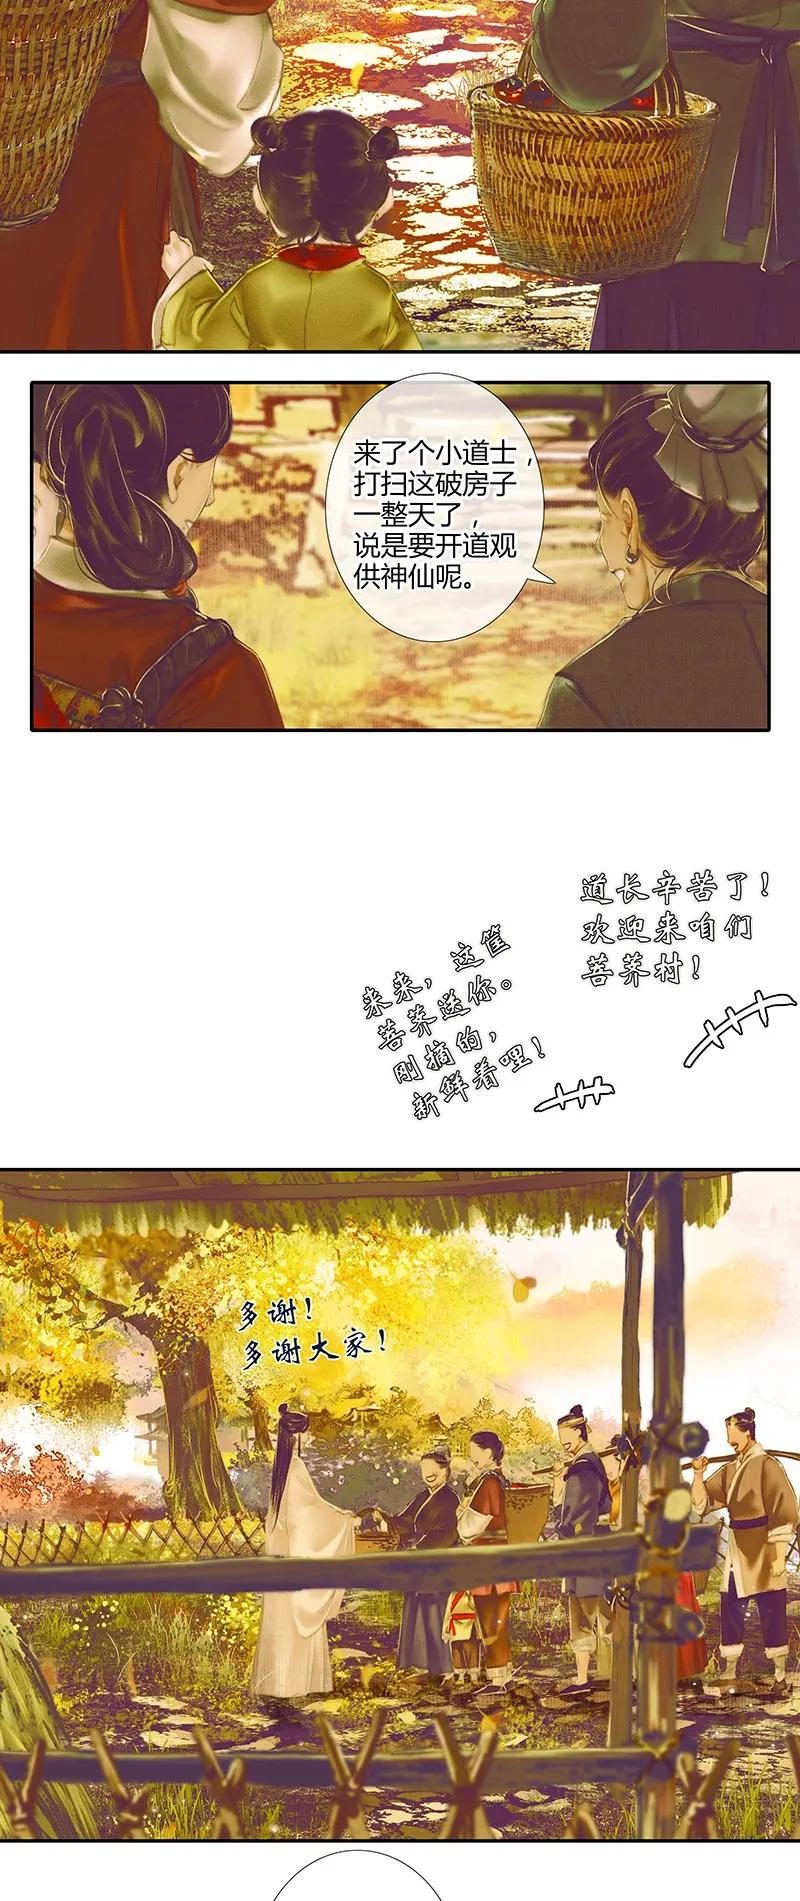 来了个小道士，
打扫这破房子
一整天了，
说是要开道观
供神仙呢。
道长辛苦了！
欢迎来咱们
菩荠村！
来来，这筐
菩荠送你。
刚摘的，
新鲜着哩！
多谢！
多谢大家！